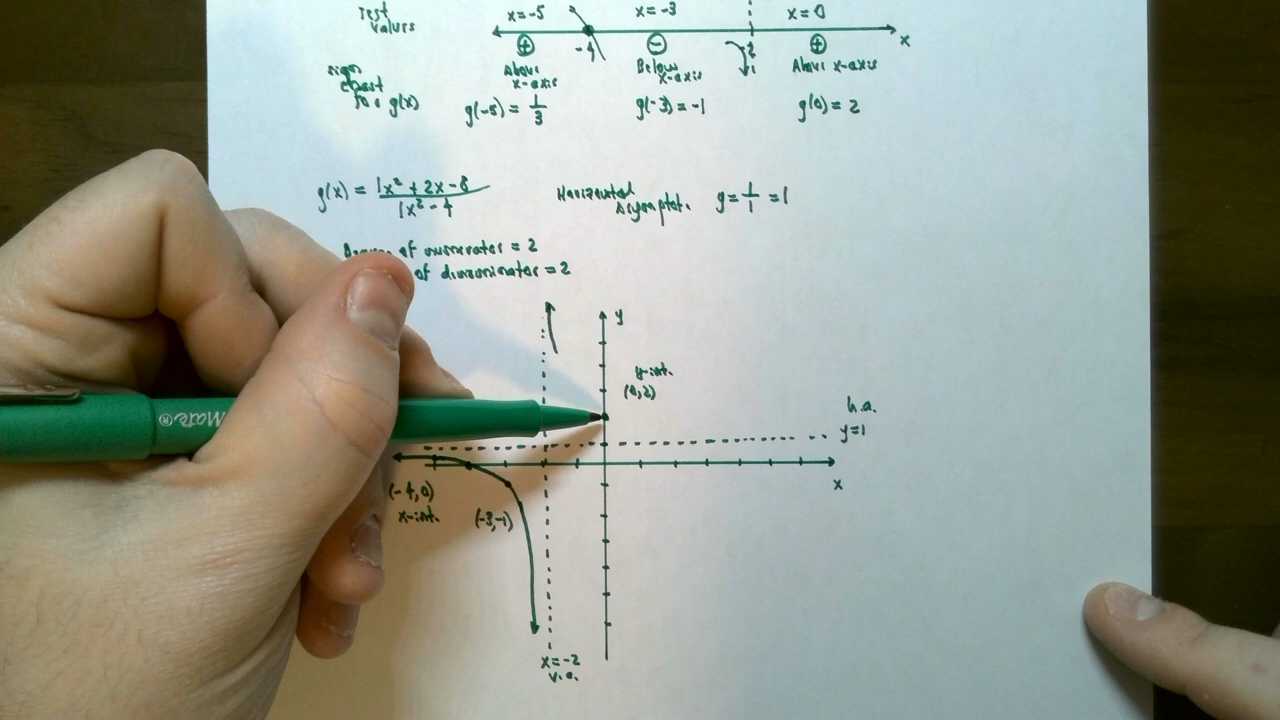 Test values
x=-5 x=-3 x=0
-4 -2 x
+ - +
Above x-axis Below x-axis Above x-axis
sign chart for g(x)
g(-5) = 1/3 g(-3) = -1 g(0) = 2
g(x) = 1x² + 2x - 8 / 1x² - 4
Horizontal Asymptote y = 1/1 = 1
Degree of numerator = 2
of denominator = 2
y
y-int.
(0,2)
h.a.
y=1
x
(-4,0)
x-int.
(-3,-1)
x=-2
v.a.
Mate®